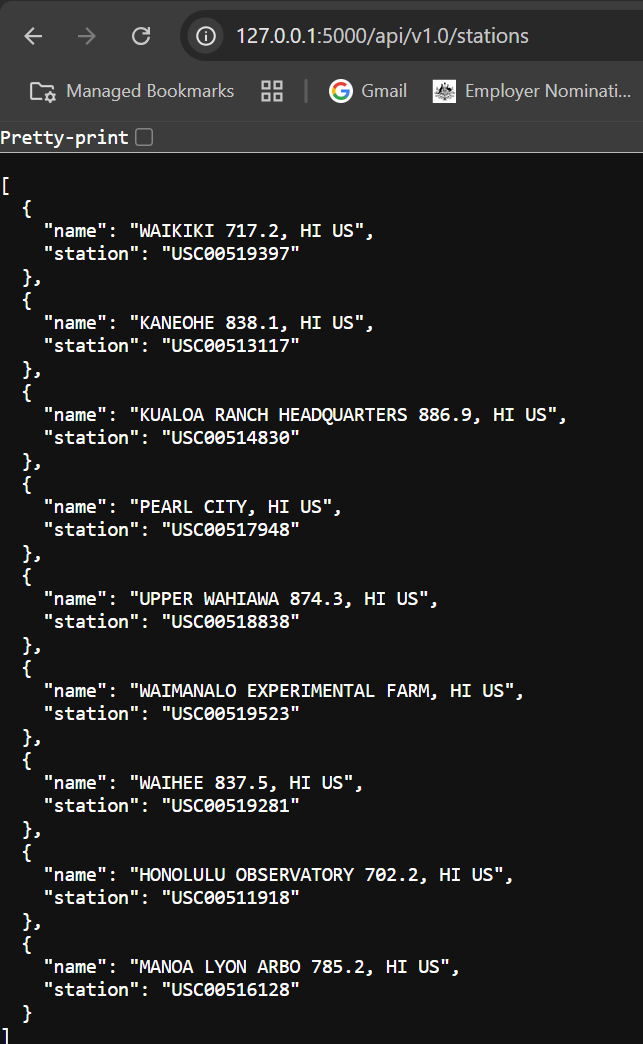 127.0.0.1:5000/api/v1.0/stations
Managed Bookmarks Gmail Employer Nominati...
Pretty-print
[
  {
    "name": "WAIKIKI 717.2, HI US",
    "station": "USC00519397"
  },
  {
    "name": "KANEOHE 838.1, HI US",
    "station": "USC00513117"
  },
  {
    "name": "KUALOA RANCH HEADQUARTERS 886.9, HI US",
    "station": "USC00514830"
  },
  {
    "name": "PEARL CITY, HI US",
    "station": "USC00517948"
  },
  {
    "name": "UPPER WAHIAWA 874.3, HI US",
    "station": "USC00518838"
  },
  {
    "name": "WAIMANALO EXPERIMENTAL FARM, HI US",
    "station": "USC00519523"
  },
  {
    "name": "WAIHEE 837.5, HI US",
    "station": "USC00519281"
  },
  {
    "name": "HONOLULU OBSERVATORY 702.2, HI US",
    "station": "USC00511918"
  },
  {
    "name": "MANOA LYON ARBO 785.2, HI US",
    "station": "USC00516128"
  }
]